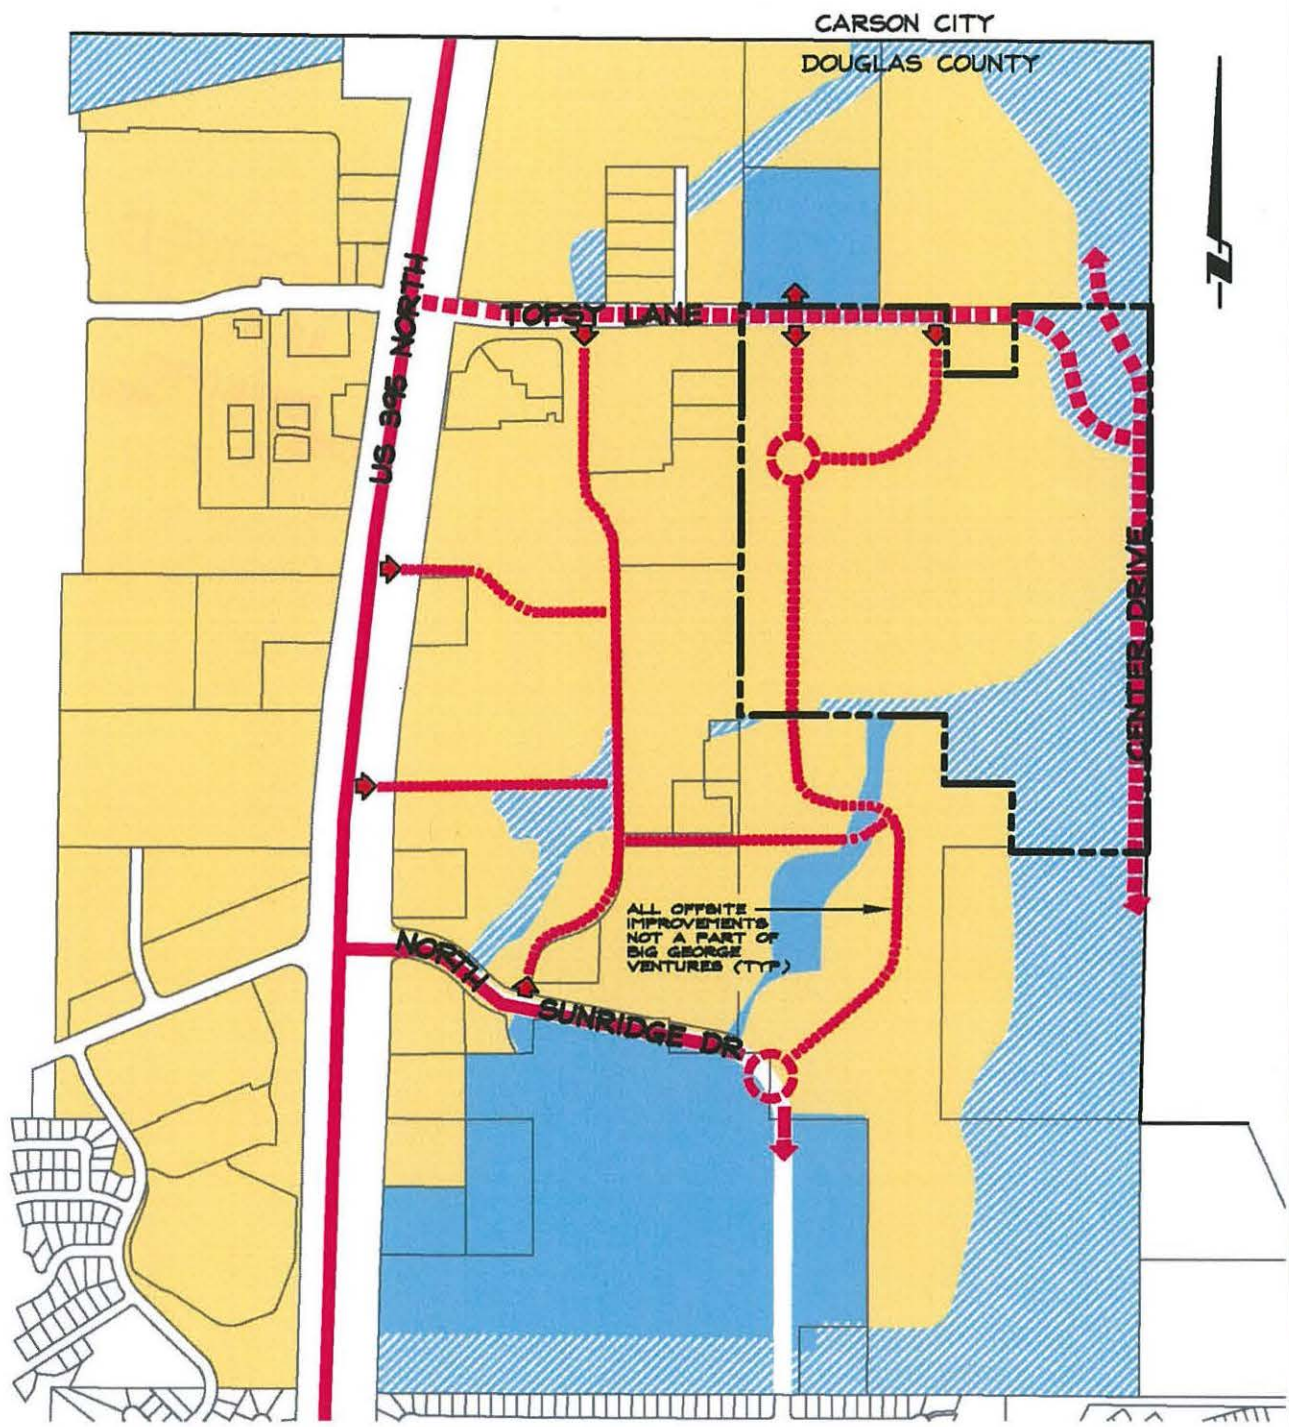 CARSON CITY
DOUGLAS COUNTY
TOPSY LANE
US 395 NORTH
CENTER DRIVE
ALL OFFSITE
IMPROVEMENTS
NOT A PART OF
BIG GEORGE
VENTURES (TYP)
NORTH SUNRIDGE DR